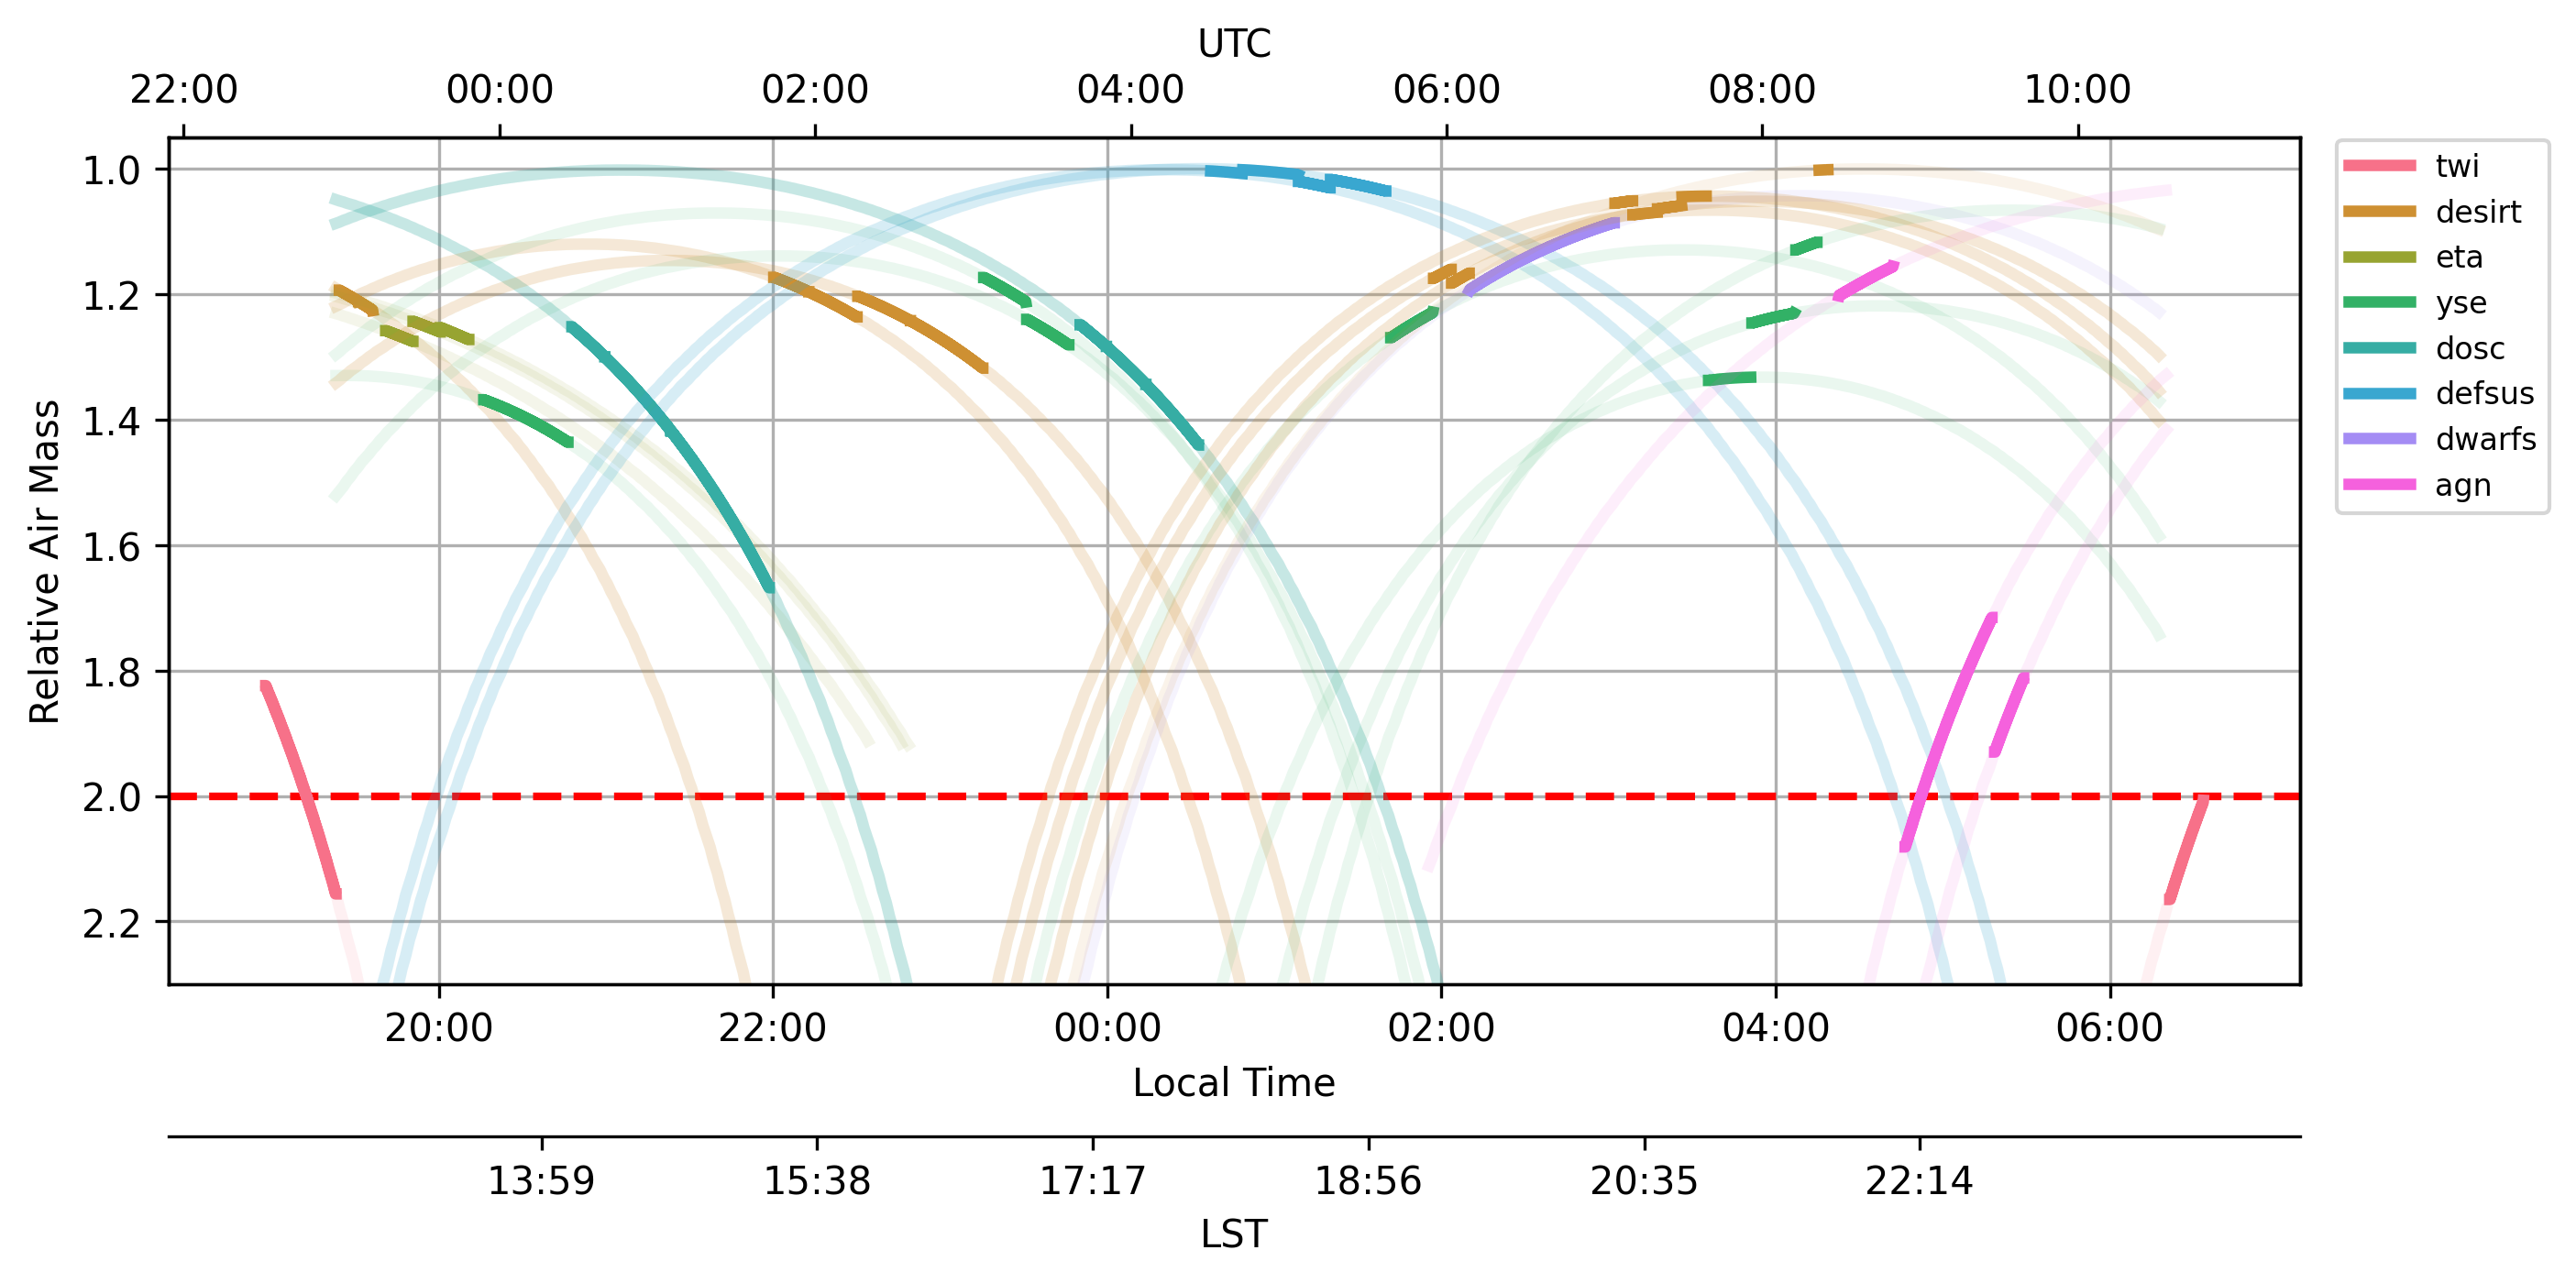 UTC
22:00 00:00 02:00 04:00 06:00 08:00 10:00
Relative Air Mass
1.0
1.2
1.4
1.6
1.8
2.0
2.2
twi
desirt
eta
yse
dosc
defsus
dwarfs
agn
20:00 22:00 00:00 02:00 04:00 06:00
Local Time
13:59 15:38 17:17 18:56 20:35 22:14
LST